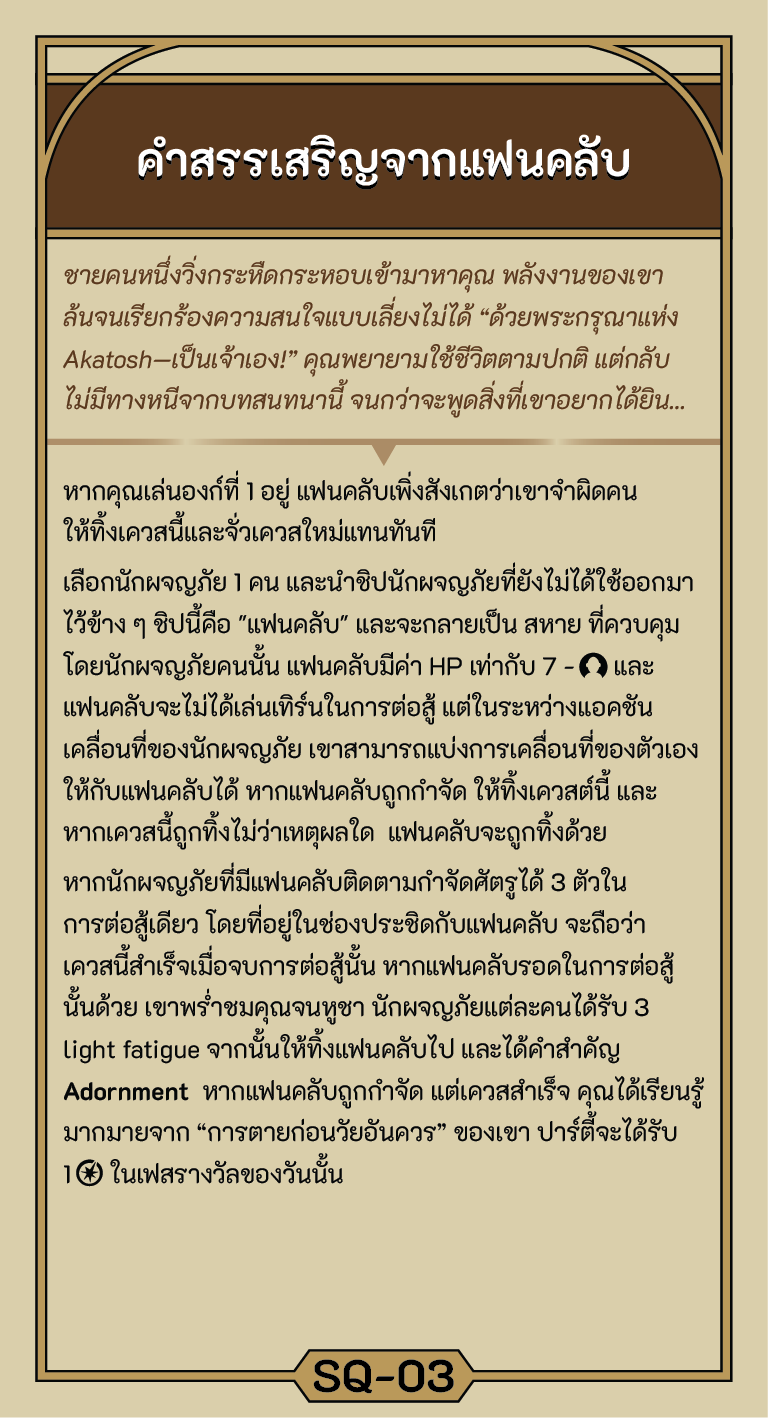 คำสรรเสริญจากแฟนคลับ
ชายคนหนึ่งวิ่งกระหืดกระหอบเข้ามาหาคุณ พลังงานของเขา
ล้นจนเรียกร้องความสนใจแบบเลี่ยงไม่ได้ “ด้วยพระกรุณาแห่ง
Akatosh—เป็นเจ้าเอง!” คุณพยายามใช้ชีวิตตามปกติ แต่กลับ
ไม่มีทางหนีจากบทสนทนานี้ จนกว่าจะพูดสิ่งที่เขาอยากได้ยิน...
หากคุณเล่นองก์ที่ 1 อยู่ แฟนคลับเพิ่งสังเกตว่าเขาจำผิดคน
ให้ทิ้งเควสนี้และจั่วเควสใหม่แทนทันที
เลือกนักผจญภัย 1 คน และนำชิปนักผจญภัยที่ยังไม่ได้ใช้ออกมา
ไว้ข้าง ๆ ชิปนี้คือ "แฟนคลับ" และจะกลายเป็น สหาย ที่ควบคุม
โดยนักผจญภัยคนนั้น แฟนคลับมีค่า HP เท่ากับ 7 - และ
แฟนคลับจะไม่ได้เล่นเทิร์นในการต่อสู้ แต่ในระหว่างแอคชัน
เคลื่อนที่ของนักผจญภัย เขาสามารถแบ่งการเคลื่อนที่ของตัวเอง
ให้กับแฟนคลับได้ หากแฟนคลับถูกกำจัด ให้ทิ้งเควสต์นี้ และ
หากเควสนี้ถูกทิ้งไม่ว่าเหตุผลใด แฟนคลับจะถูกทิ้งด้วย
หากนักผจญภัยที่มีแฟนคลับติดตามกำจัดศัตรูได้ 3 ตัวใน
การต่อสู้เดียว โดยที่อยู่ในช่องประชิดกับแฟนคลับ จะถือว่า
เควสนี้สำเร็จเมื่อจบการต่อสู้นั้น หากแฟนคลับรอดในการต่อสู้
นั้นด้วย เขาพร่ำชมคุณจนหูชา นักผจญภัยแต่ละคนได้รับ 3
light fatigue จากนั้นให้ทิ้งแฟนคลับไป และได้คำสำคัญ
Adornment หากแฟนคลับถูกกำจัด แต่เควสสำเร็จ คุณได้เรียนรู้
มากมายจาก “การตายก่อนวัยอันควร” ของเขา ปาร์ตี้จะได้รับ
1 ในเฟสรางวัลของวันนั้น
SQ-03